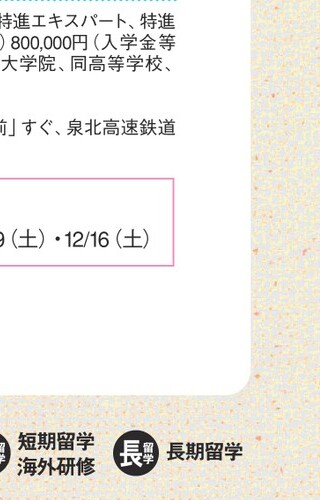 特進エキスパート、特進
）800,000円（入学金等
大学院、同高等学校、
前」すぐ、泉北高速鉄道
9（土）・12/16（土）
学 短期留学
海外研修
長留学 長期留学